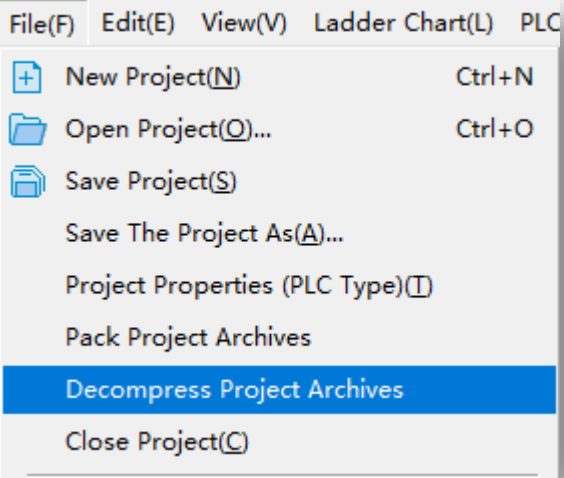 File(F) Edit(E) View(V) Ladder Chart(L) PLC
New Project(N) Ctrl+N
Open Project(O)... Ctrl+O
Save Project(S)
Save The Project As(A)...
Project Properties (PLC Type)(T)
Pack Project Archives
Decompress Project Archives
Close Project(C)